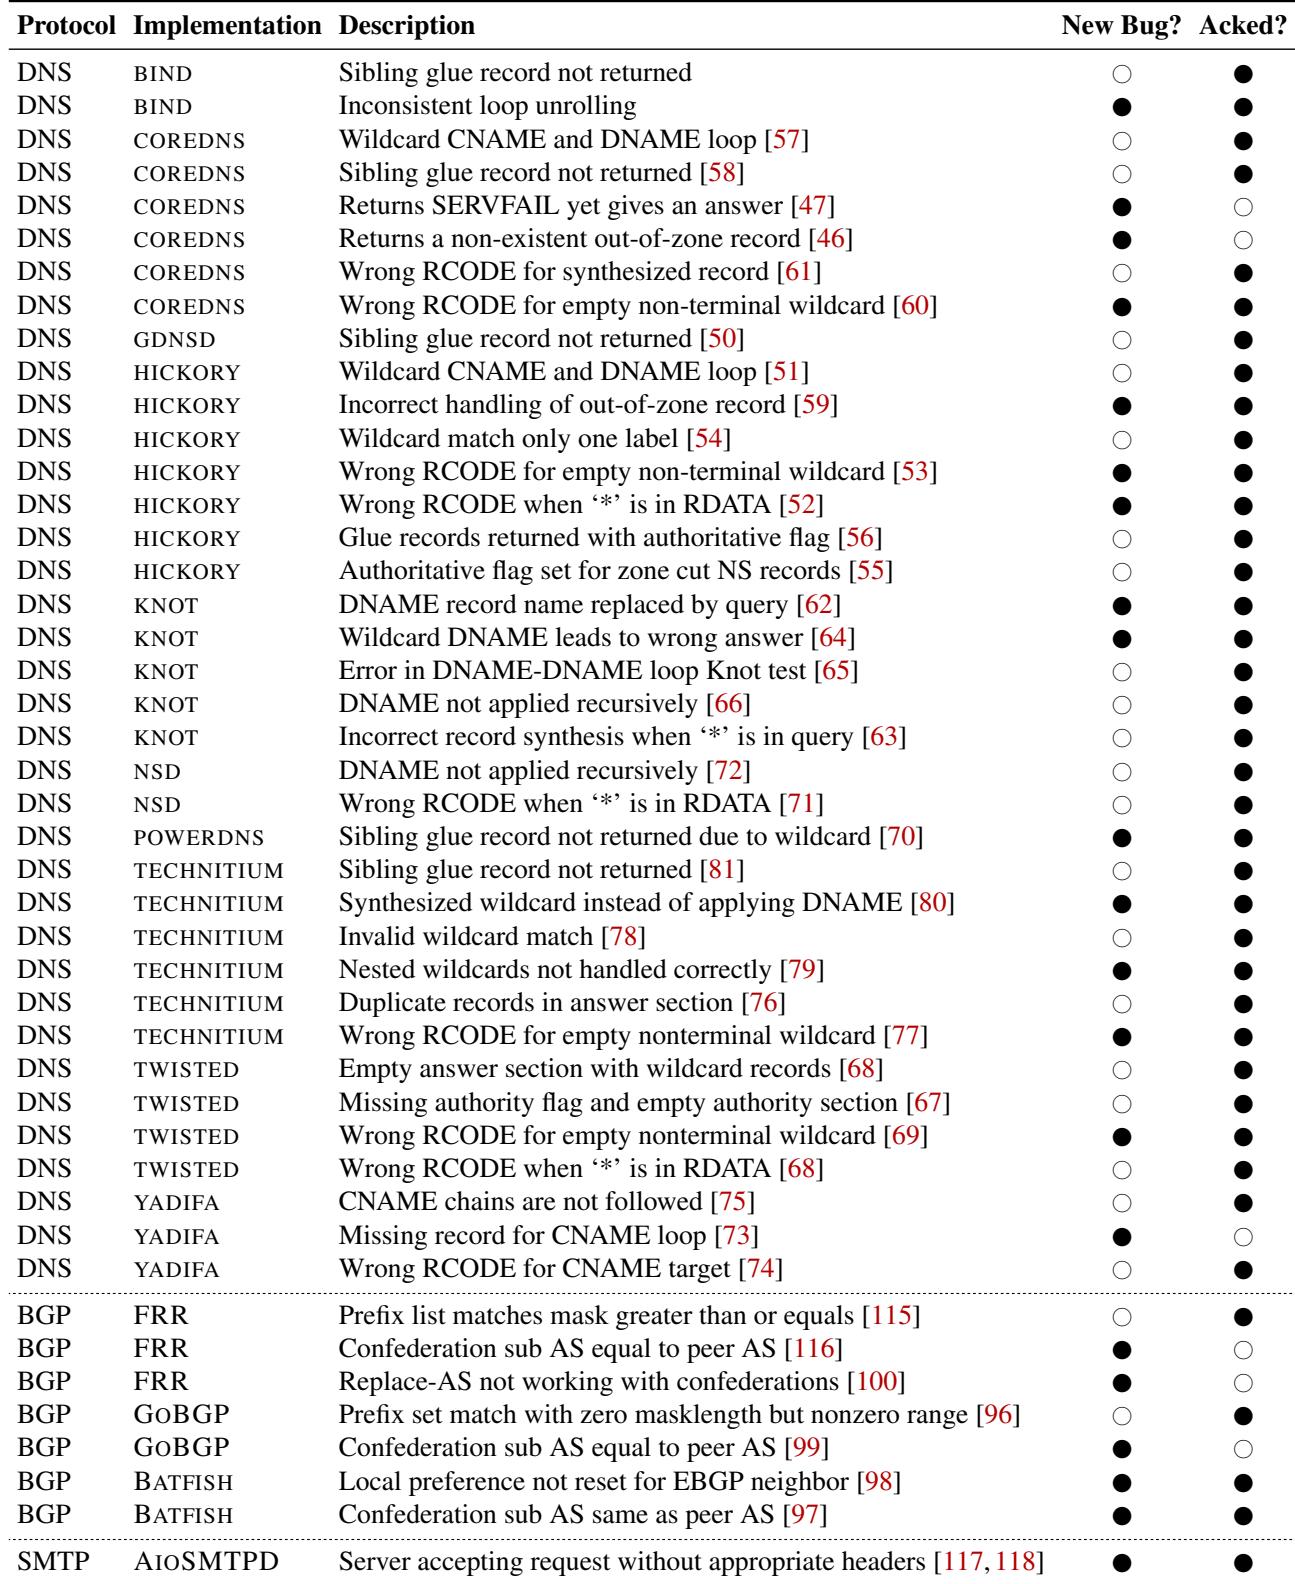 Protocol Implementation Description New Bug? Acked?
DNS BIND Sibling glue record not returned ○ ●
DNS BIND Inconsistent loop unrolling ● ●
DNS COREDNS Wildcard CNAME and DNAME loop [57] ○ ●
DNS COREDNS Sibling glue record not returned [58] ○ ●
DNS COREDNS Returns SERVFAIL yet gives an answer [47] ● ○
DNS COREDNS Returns a non-existent out-of-zone record [46] ● ○
DNS COREDNS Wrong RCODE for synthesized record [61] ○ ●
DNS COREDNS Wrong RCODE for empty non-terminal wildcard [60] ● ●
DNS GDNSD Sibling glue record not returned [50] ○ ●
DNS HICKORY Wildcard CNAME and DNAME loop [51] ○ ●
DNS HICKORY Incorrect handling of out-of-zone record [59] ● ●
DNS HICKORY Wildcard match only one label [54] ○ ●
DNS HICKORY Wrong RCODE for empty non-terminal wildcard [53] ● ●
DNS HICKORY Wrong RCODE when ‘*’ is in RDATA [52] ● ●
DNS HICKORY Glue records returned with authoritative flag [56] ○ ●
DNS HICKORY Authoritative flag set for zone cut NS records [55] ○ ●
DNS KNOT DNAME record name replaced by query [62] ● ●
DNS KNOT Wildcard DNAME leads to wrong answer [64] ● ●
DNS KNOT Error in DNAME-DNAME loop Knot test [65] ○ ●
DNS KNOT DNAME not applied recursively [66] ○ ●
DNS KNOT Incorrect record synthesis when ‘*’ is in query [63] ○ ●
DNS NSD DNAME not applied recursively [72] ○ ●
DNS NSD Wrong RCODE when ‘*’ is in RDATA [71] ○ ●
DNS POWERDNS Sibling glue record not returned due to wildcard [70] ● ●
DNS TECHNITIUM Sibling glue record not returned [81] ○ ●
DNS TECHNITIUM Synthesized wildcard instead of applying DNAME [80] ● ●
DNS TECHNITIUM Invalid wildcard match [78] ○ ●
DNS TECHNITIUM Nested wildcards not handled correctly [79] ● ●
DNS TECHNITIUM Duplicate records in answer section [76] ○ ●
DNS TECHNITIUM Wrong RCODE for empty nonterminal wildcard [77] ● ●
DNS TWISTED Empty answer section with wildcard records [68] ○ ●
DNS TWISTED Missing authority flag and empty authority section [67] ○ ●
DNS TWISTED Wrong RCODE for empty nonterminal wildcard [69] ● ●
DNS TWISTED Wrong RCODE when ‘*’ is in RDATA [68] ○ ●
DNS YADIFA CNAME chains are not followed [75] ○ ●
DNS YADIFA Missing record for CNAME loop [73] ● ○
DNS YADIFA Wrong RCODE for CNAME target [74] ○ ●
BGP FRR Prefix list matches mask greater than or equals [115] ○ ●
BGP FRR Confederation sub AS equal to peer AS [116] ● ○
BGP FRR Replace-AS not working with confederations [100] ● ○
BGP GOBGP Prefix set match with zero masklength but nonzero range [96] ○ ●
BGP GOBGP Confederation sub AS equal to peer AS [99] ● ○
BGP BATFISH Local preference not reset for EBGP neighbor [98] ● ●
BGP BATFISH Confederation sub AS same as peer AS [97] ● ●
SMTP AIOSMTPD Server accepting request without appropriate headers [117, 118] ● ●